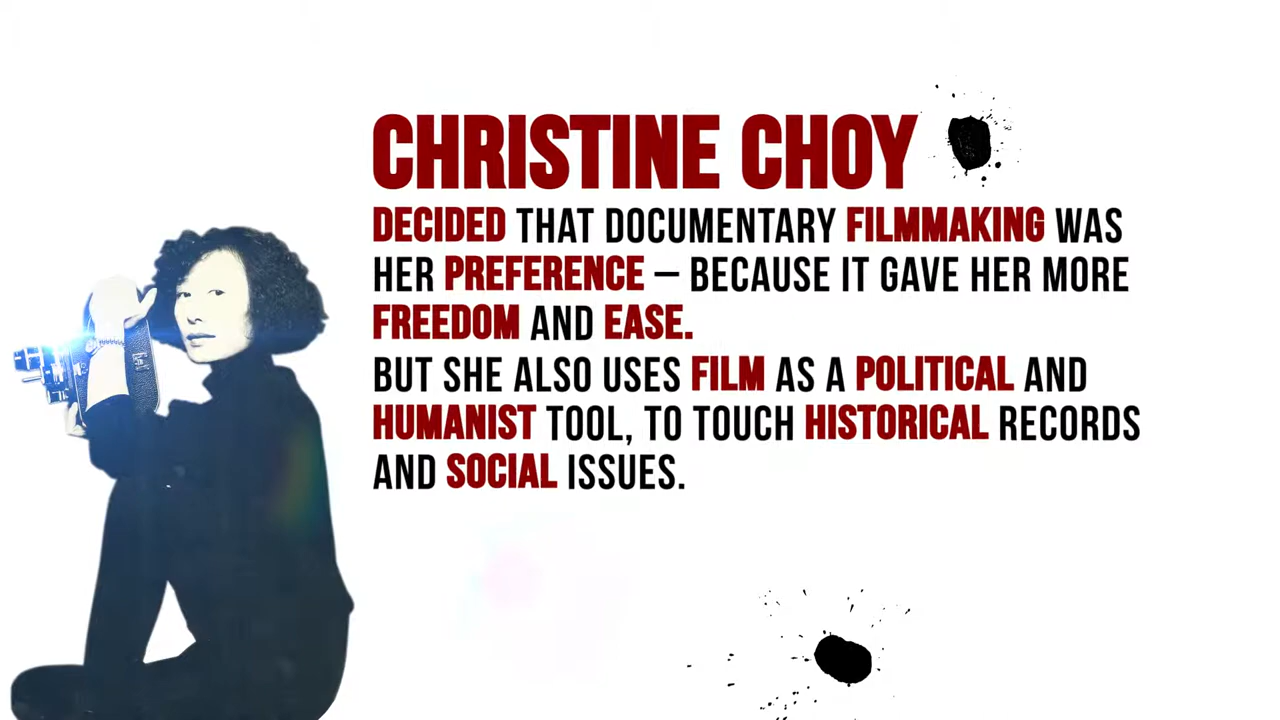 CHRISTINE CHOY
DECIDED THAT DOCUMENTARY FILMMAKING WAS
HER PREFERENCE – BECAUSE IT GAVE HER MORE
FREEDOM AND EASE.
BUT SHE ALSO USES FILM AS A POLITICAL AND
HUMANIST TOOL, TO TOUCH HISTORICAL RECORDS
AND SOCIAL ISSUES.